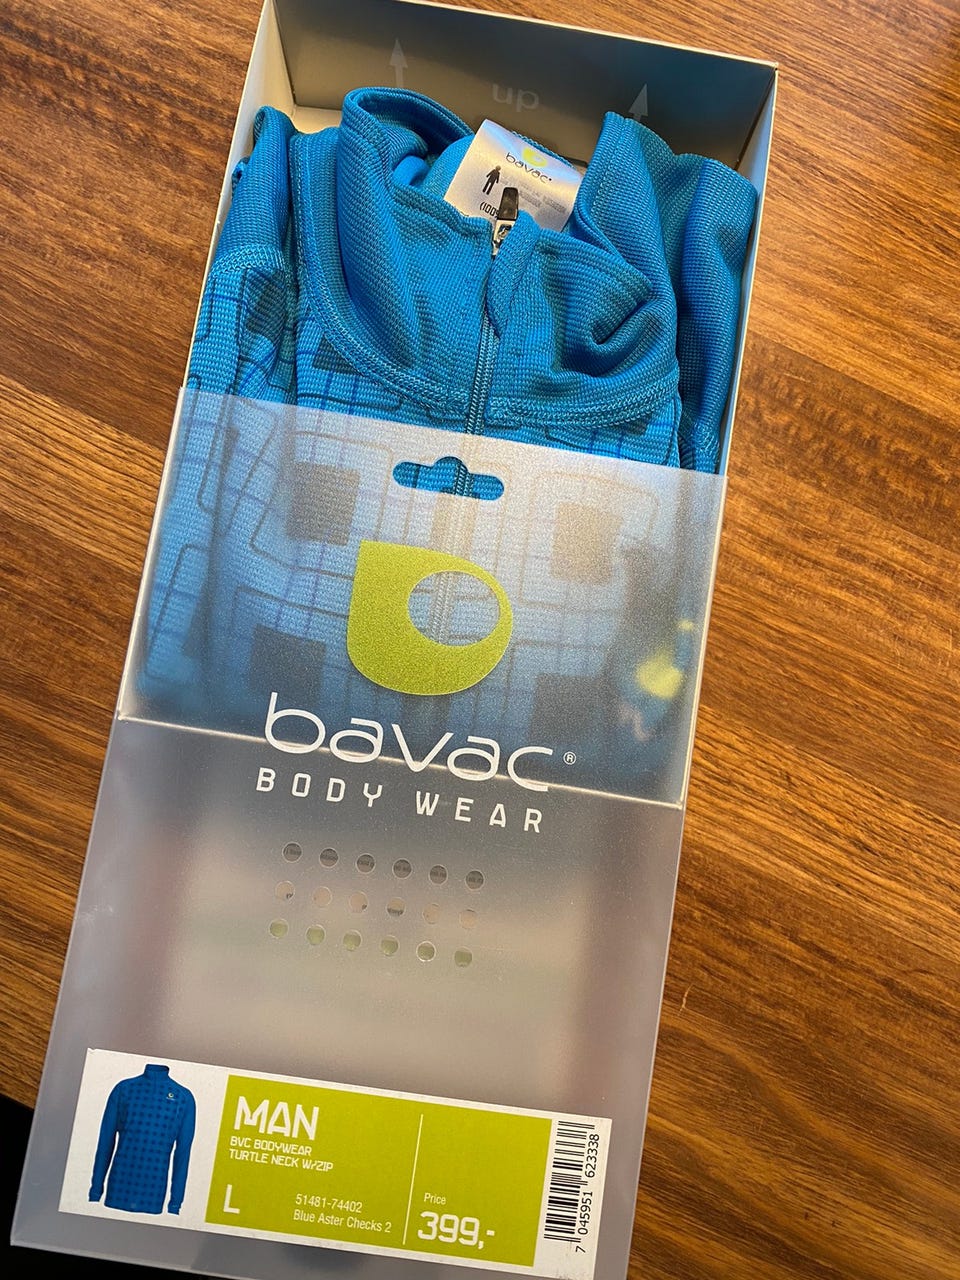 up
bavac
(100%
bavac®
BODY WEAR
MAN
BVC BODYWEAR
TURTLE NECK W/ZIP
L
51481-74402
Blue Aster Checks 2
Price
399,-
7 045951 623338